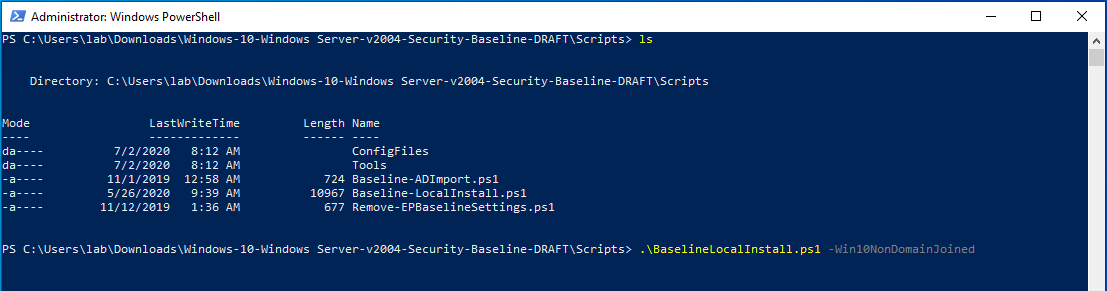 Administrator: Windows PowerShell
PS C:\Users\lab\Downloads\Windows-10-Windows Server-v2004-Security-Baseline-DRAFT\Scripts> ls
Directory: C:\Users\lab\Downloads\Windows-10-Windows Server-v2004-Security-Baseline-DRAFT\Scripts
Mode LastWriteTime Length Name
---- ------------- ------ ----
da---- 7/2/2020 8:12 AM ConfigFiles
da---- 7/2/2020 8:12 AM Tools
-a---- 11/1/2019 12:58 AM 724 Baseline-ADImport.ps1
-a---- 5/26/2020 9:39 AM 10967 Baseline-LocalInstall.ps1
-a---- 11/12/2019 1:36 AM 677 Remove-EPBaselineSettings.ps1
PS C:\Users\lab\Downloads\Windows-10-Windows Server-v2004-Security-Baseline-DRAFT\Scripts> .\BaselineLocalInstall.ps1 -Win10NonDomainJoined